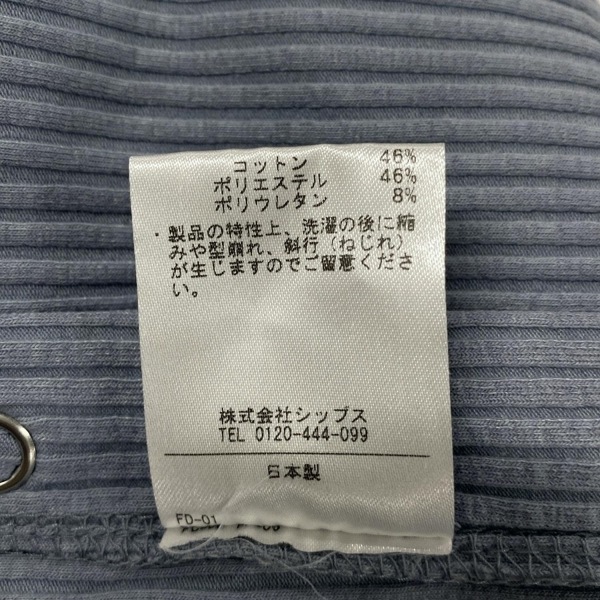 コットン 46%
ポリエステル 46%
ポリウレタン 8%
・製品の特性上、洗濯の後に縮
みや型崩れ、斜行（ねじれ）
が生じますのでご留意くださ
い。
株式会社シップス
TEL 0120-444-099
日本製
FD-01